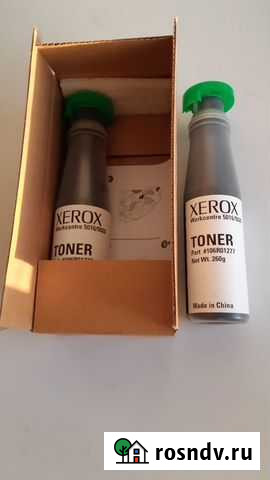 XEROX
Workcentre 5016/5020
TONER
XEROX
Workcentre 5016/5020
TONER
Part #106R01277
Net Wt. 260g
Made in China
rosndv.ru